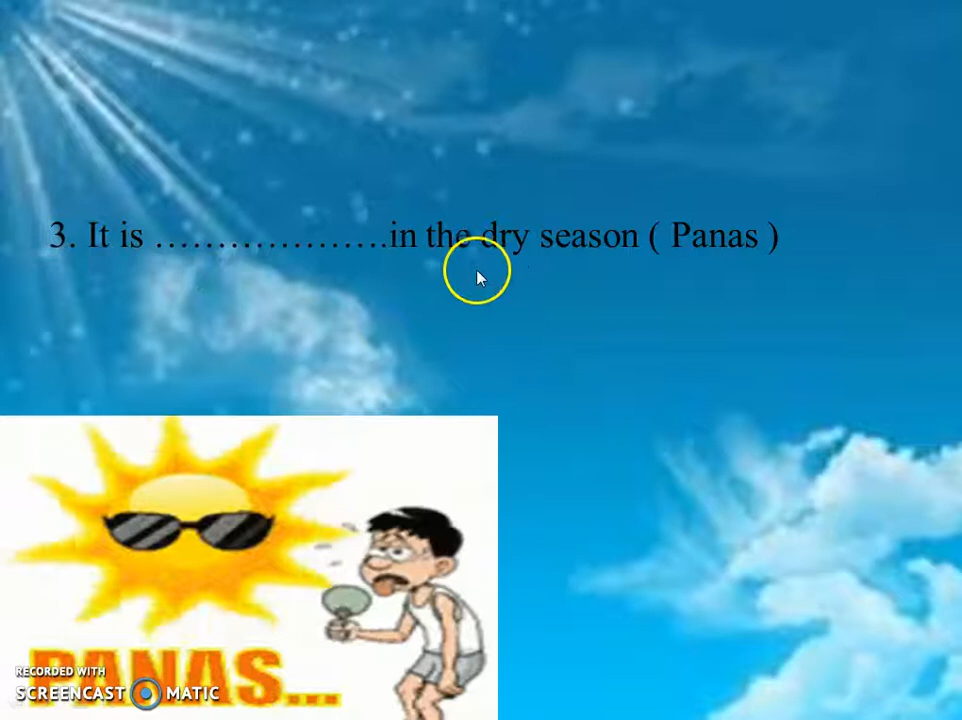 3. It is ……………….in the dry season ( Panas )
PANAS...
RECORDED WITH
SCREENCAST MATIC